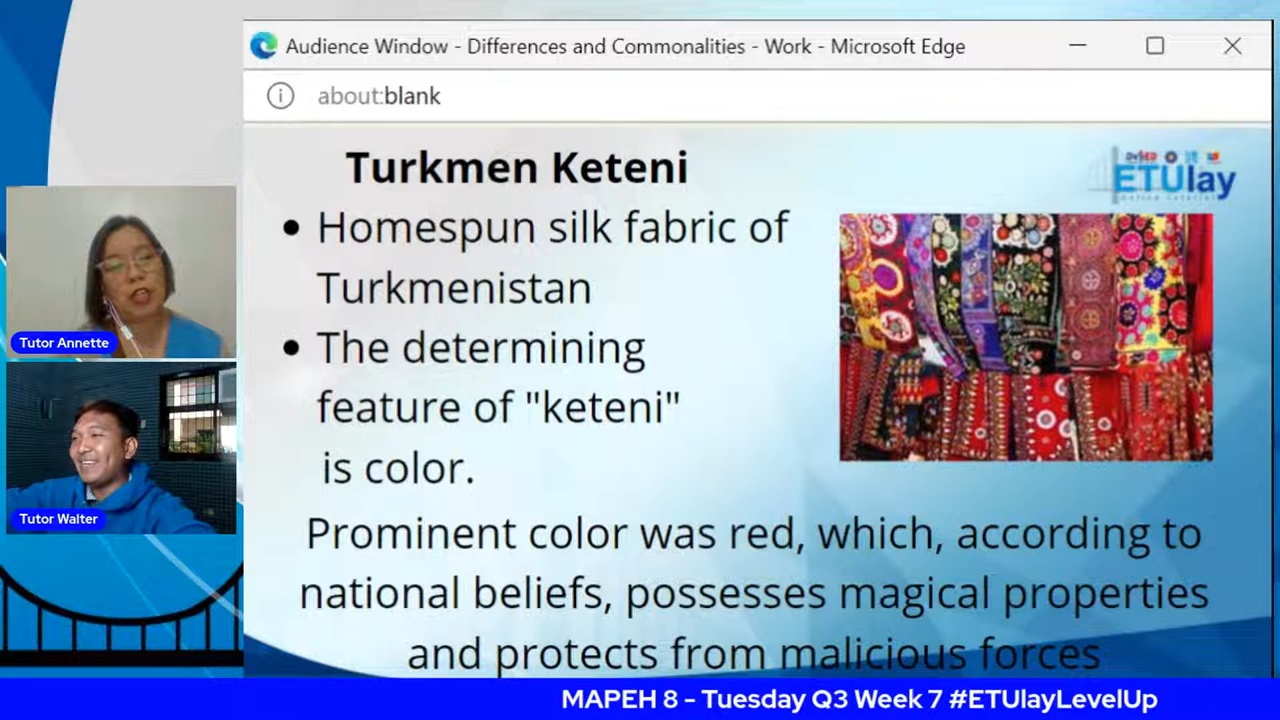 Audience Window - Differences and Commonalities - Work - Microsoft Edge
about:blank
Turkmen Keteni
DepED
ETUlay
• Homespun silk fabric of
Turkmenistan
• The determining
feature of "keteni"
is color.
Prominent color was red, which, according to
national beliefs, possesses magical properties
and protects from malicious forces
Tutor Annette
Tutor Walter
MAPEH 8 - Tuesday Q3 Week 7 #ETUlayLevelUp